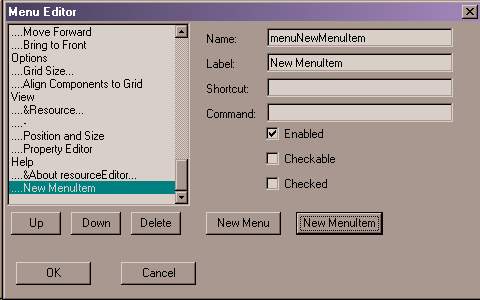 Menu Editor
....Move Forward
....Bring to Front
Options
....Grid Size...
....Align Components to Grid
View
....&Resource...
....-
....Position and Size
....Property Editor
Help
....&About resourceEditor...
....New MenuItem
Name: menuNewMenuItem
Label: New MenuItem
Shortcut:
Command:
Enabled
Checkable
Checked
Up Down Delete New Menu New MenuItem
OK Cancel